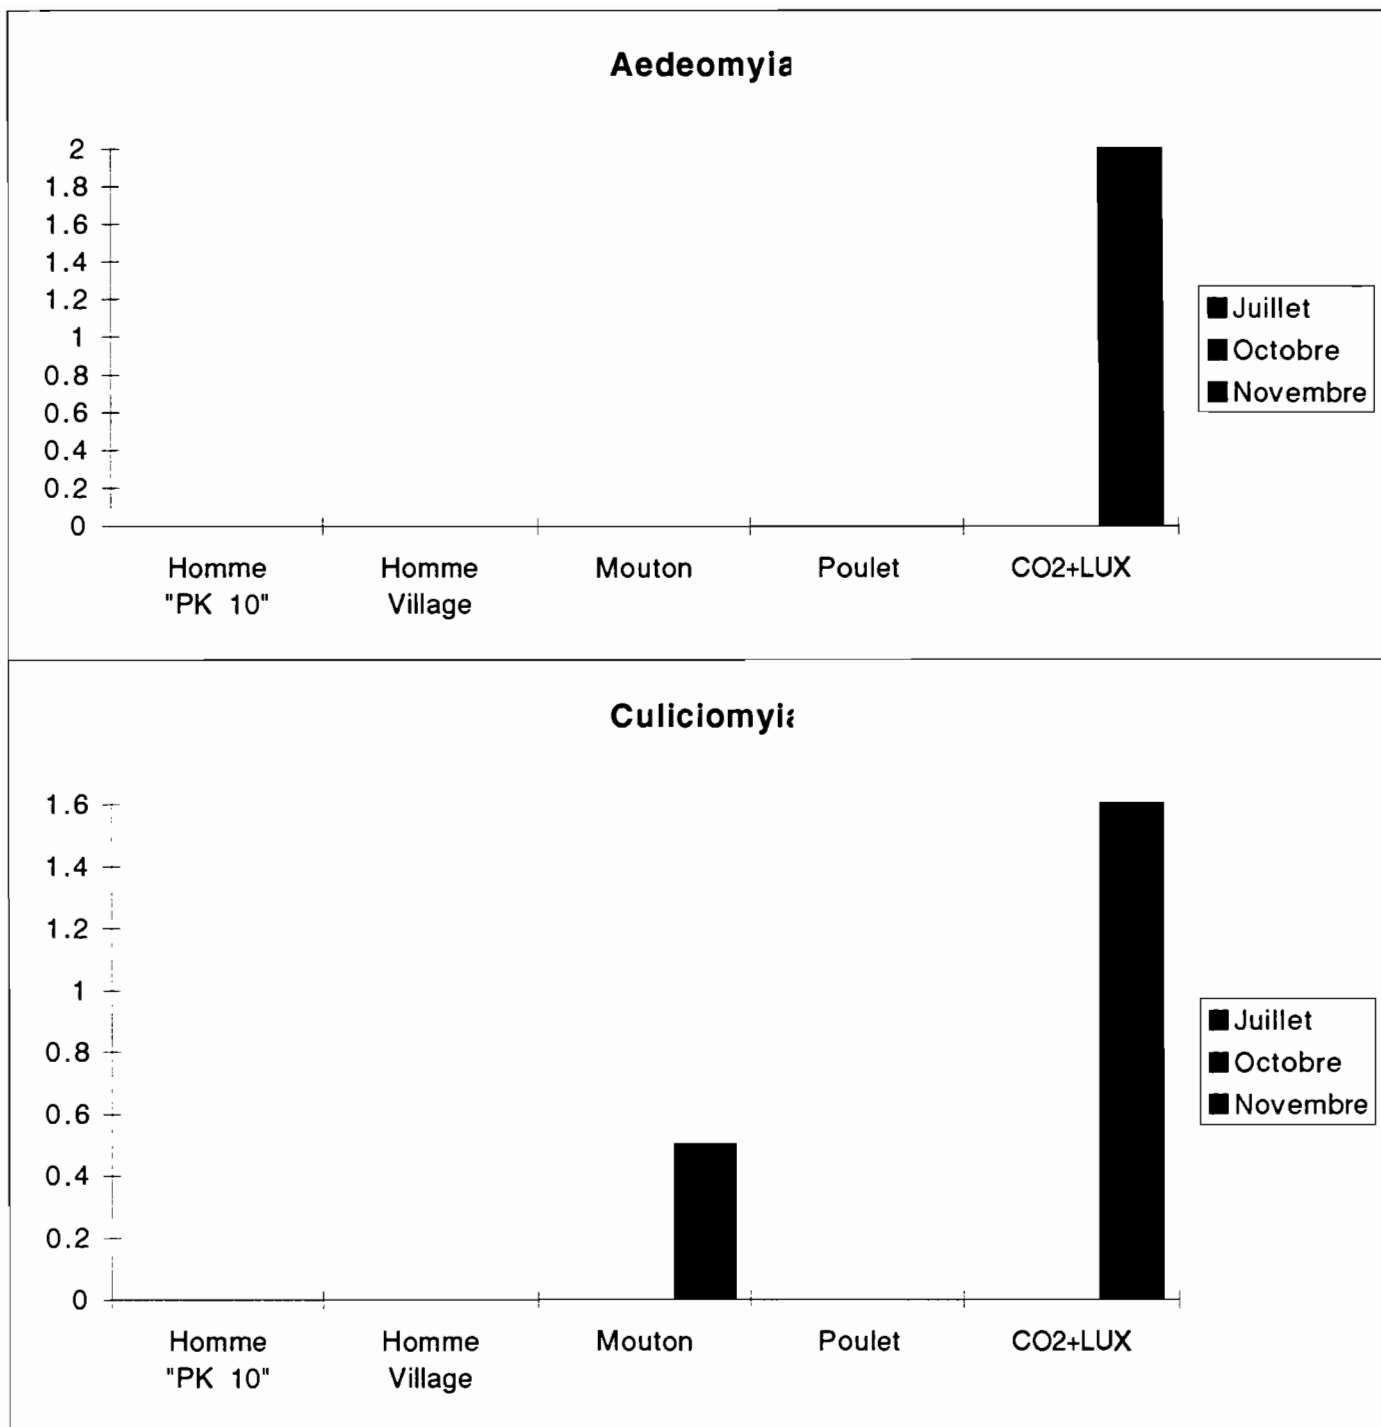 Aedeomyia
2
1.8
1.6
1.4
1.2
1
0.8
0.6
0.4
0.2
0
Homme "PK 10"
Homme Village
Mouton
Poulet
CO2+LUX
Juillet
Octobre
Novembre
Culiciomyia
1.6
1.4
1.2
1
0.8
0.6
0.4
0.2
0
Homme "PK 10"
Homme Village
Mouton
Poulet
CO2+LUX
Juillet
Octobre
Novembre